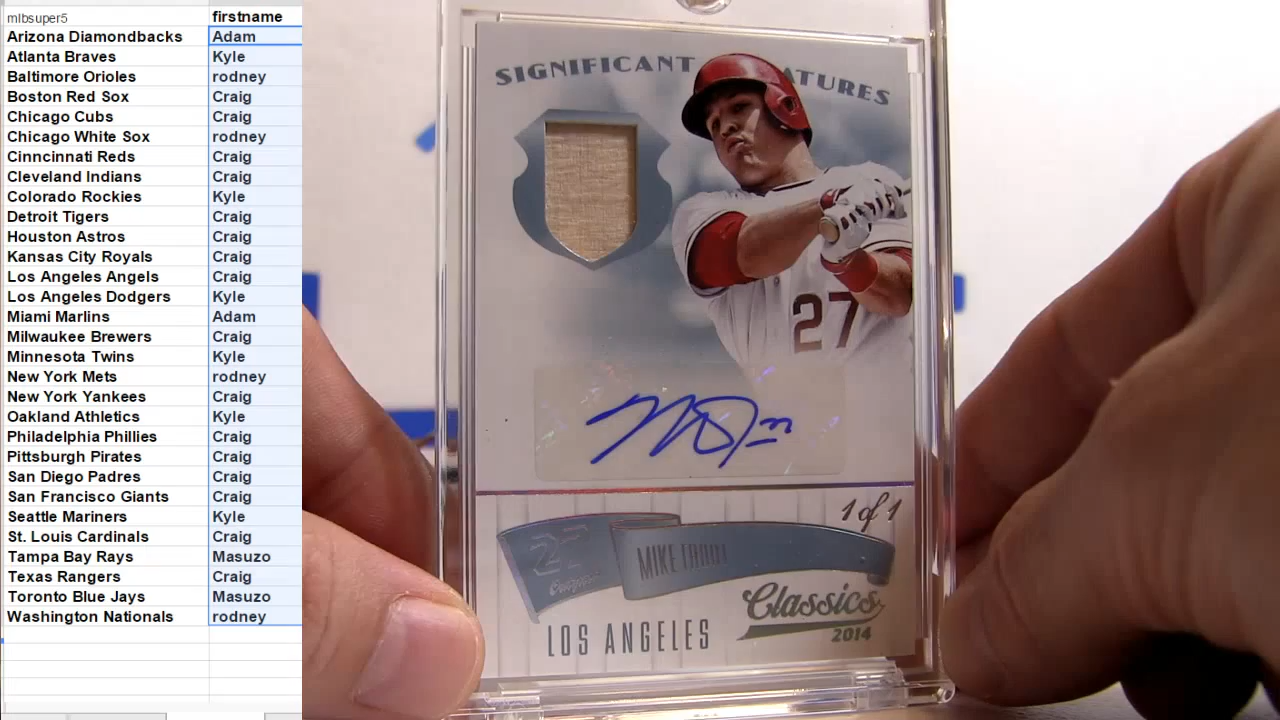 mlbsuper5 firstname
Arizona Diamondbacks Adam
Atlanta Braves Kyle
Baltimore Orioles rodney
Boston Red Sox Craig
Chicago Cubs Craig
Chicago White Sox rodney
Cinncinnati Reds Craig
Cleveland Indians Craig
Colorado Rockies Kyle
Detroit Tigers Craig
Houston Astros Craig
Kansas City Royals Craig
Los Angeles Angels Craig
Los Angeles Dodgers Kyle
Miami Marlins Adam
Milwaukee Brewers Craig
Minnesota Twins Kyle
New York Mets rodney
New York Yankees Craig
Oakland Athletics Kyle
Philadelphia Phillies Craig
Pittsburgh Pirates Craig
San Diego Padres Craig
San Francisco Giants Craig
Seattle Mariners Kyle
St. Louis Cardinals Craig
Tampa Bay Rays Masuzo
Texas Rangers Craig
Toronto Blue Jays Masuzo
Washington Nationals rodney
SIGNIFICANT ATURES
27
1 of 1
27
MIKE TROUT
Classics
2014
LOS ANGELES